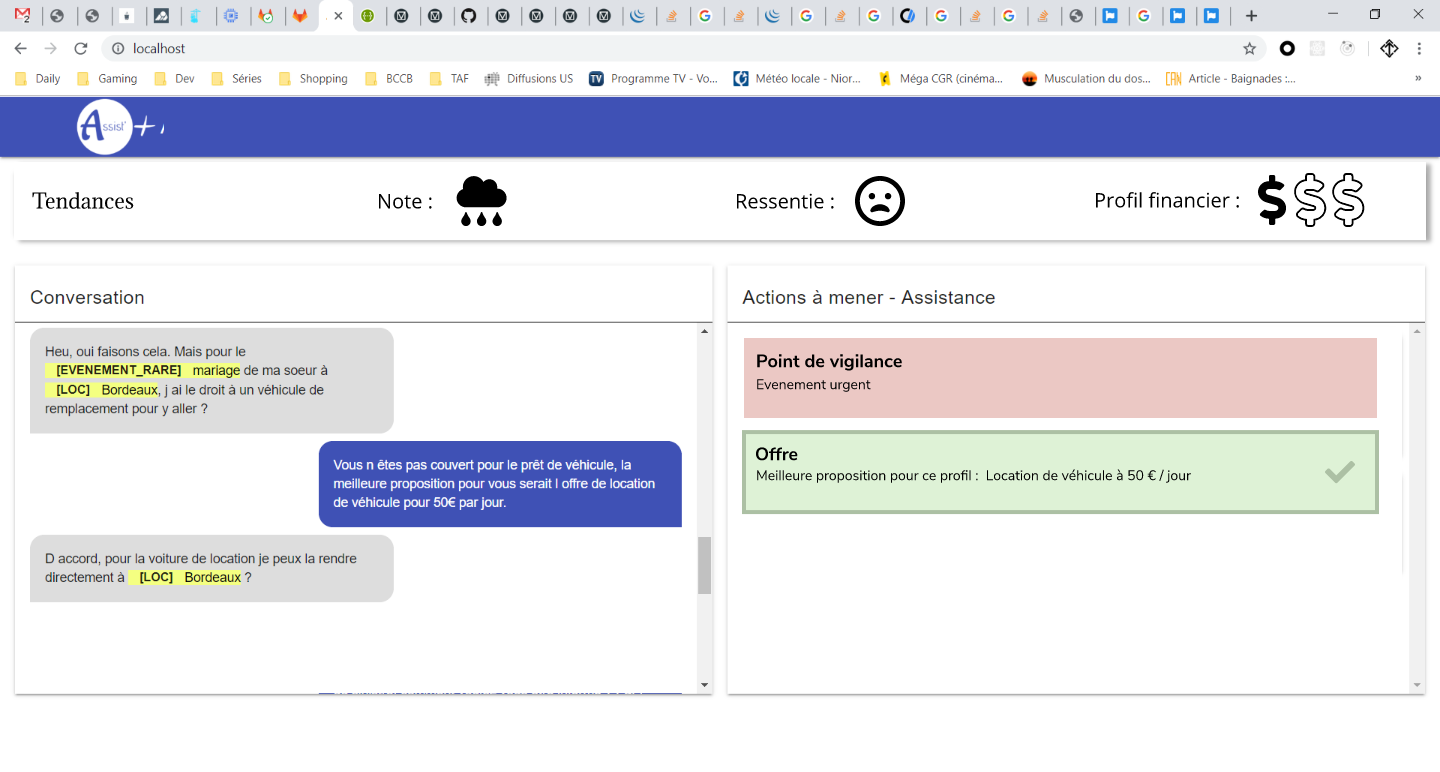 localhost
Daily
Gaming
Dev
Séries
Shopping
BCCB
TAF
Diffusions US
TV
Programme TV - Vo...
Météo locale - Nior...
Méga CGR (cinéma...
Musculation du dos...
CAN
Article - Baignades :...
»
Assist' +
Tendances
Note :
Ressentie :
Profil financier :
$$$
Conversation
Heu, oui faisons cela. Mais pour le
[EVENEMENT_RARE] mariage de ma soeur à
[LOC] Bordeaux, j ai le droit à un véhicule de
remplacement pour y aller ?
Vous n êtes pas couvert pour le prêt de véhicule, la
meilleure proposition pour vous serait l offre de location
de véhicule pour 50€ par jour.
D accord, pour la voiture de location je peux la rendre
directement à [LOC] Bordeaux ?
Actions à mener - Assistance
Point de vigilance
Evenement urgent
Offre
Meilleure proposition pour ce profil : Location de véhicule à 50 € / jour